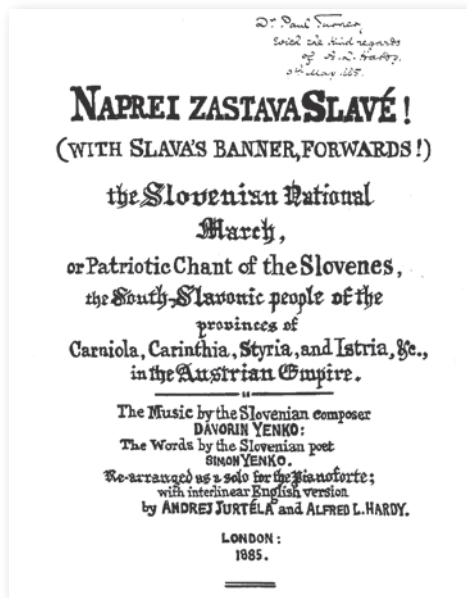 Dr. Paul Turner,
with the kind regards
of A. L. Hardy.
5th May '85.
NAPREI ZASTAVA SLAVÉ!
(WITH SLAVA'S BANNER, FORWARDS!)
the Slovenian National
March,
or Patriotic Chant of the Slovenes,
the South-Slavonic people of the
provinces of
Carniola, Carinthia, Styria, and Istria, &c.,
in the Austrian Empire.
The Music by the Slovenian composer
DAVORIN YENKO:
The Words by the Slovenian poet
SIMON YENKO.
Re-arranged as a solo for the Pianoforte;
with interlinear English version
by ANDREJ JURTÉLA and ALFRED L. HARDY.
LONDON:
1885.